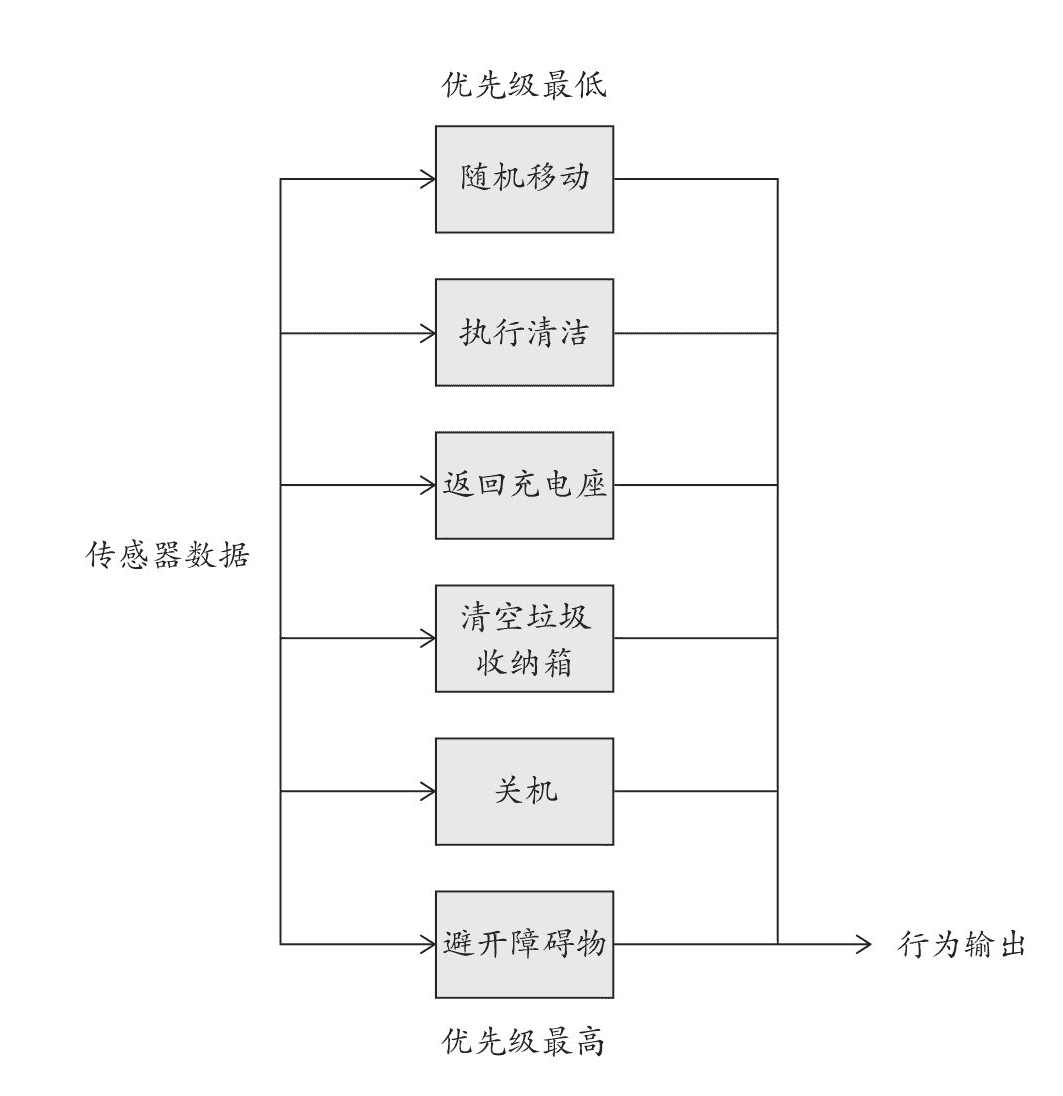 优先级最低
随机移动
执行清洁
返回充电座
传感器数据
清空垃圾
收纳箱
关机
避开障碍物
行为输出
优先级最高